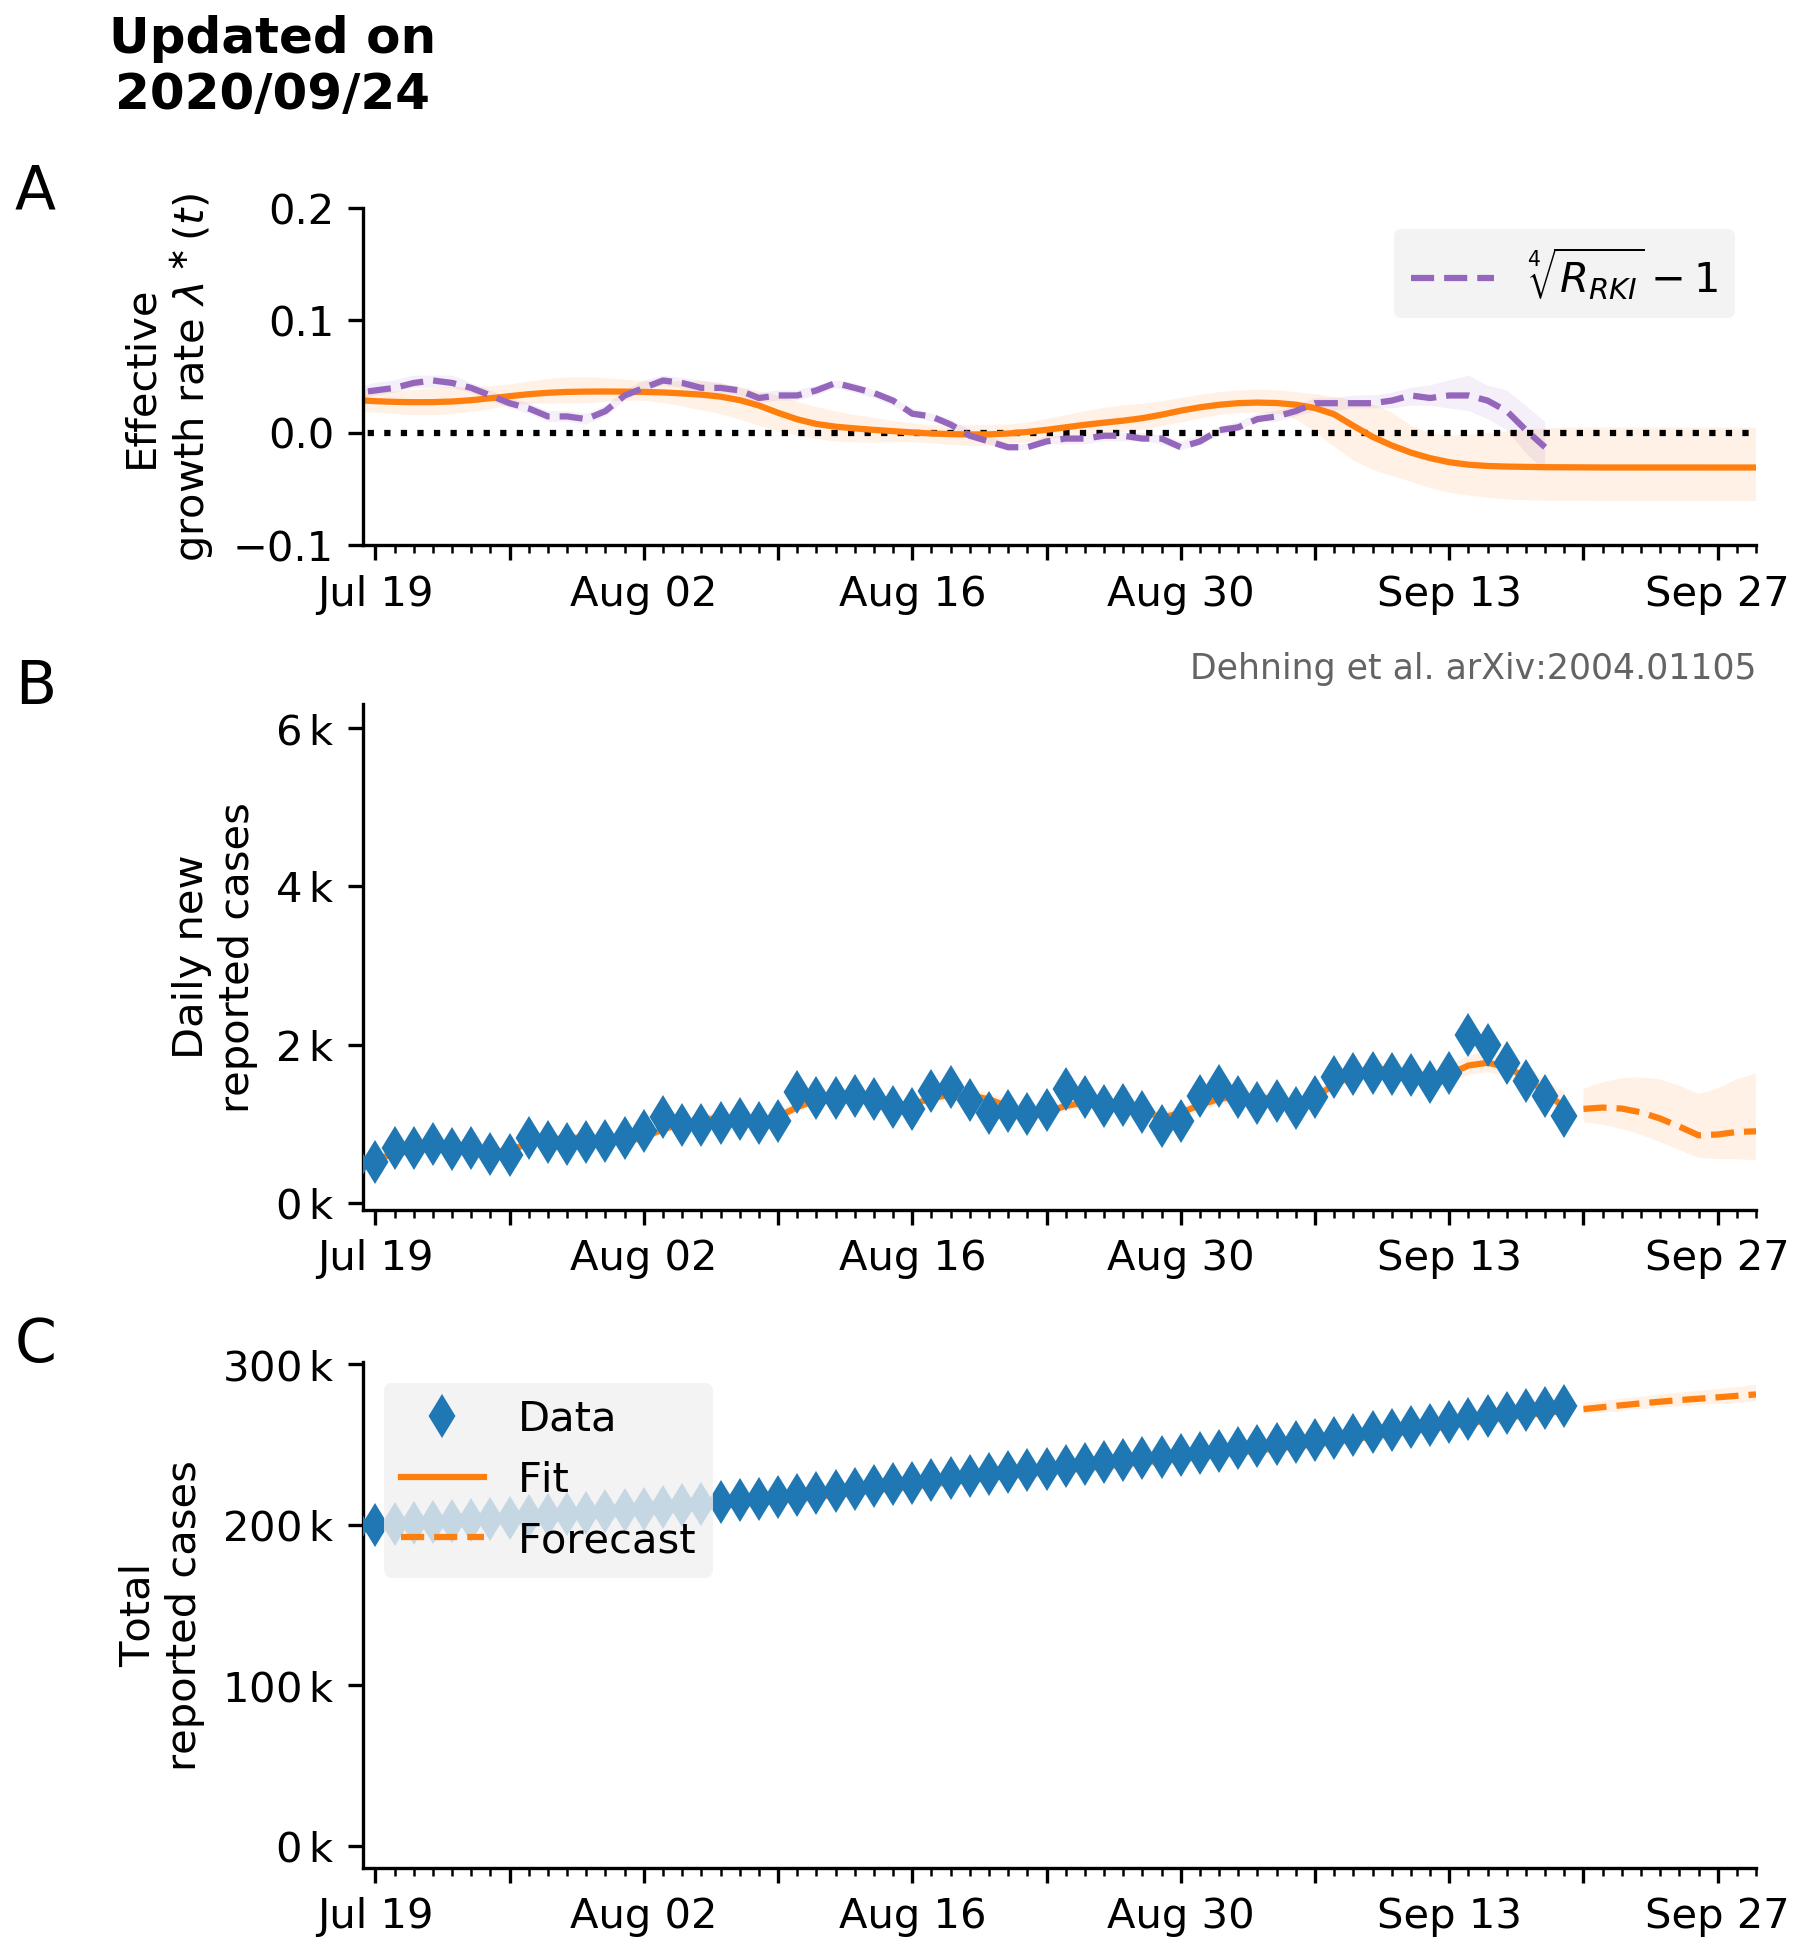 Updated on
2020/09/24
A
Effective
growth rate λ * (t)
0.2
0.1
0.0
−0.1
∜R_RKI − 1
Jul 19 Aug 02 Aug 16 Aug 30 Sep 13 Sep 27
B
Dehning et al. arXiv:2004.01105
Daily new
reported cases
6 k
4 k
2 k
0 k
Jul 19 Aug 02 Aug 16 Aug 30 Sep 13 Sep 27
C
Total
reported cases
300 k
200 k
100 k
0 k
Data
Fit
Forecast
Jul 19 Aug 02 Aug 16 Aug 30 Sep 13 Sep 27